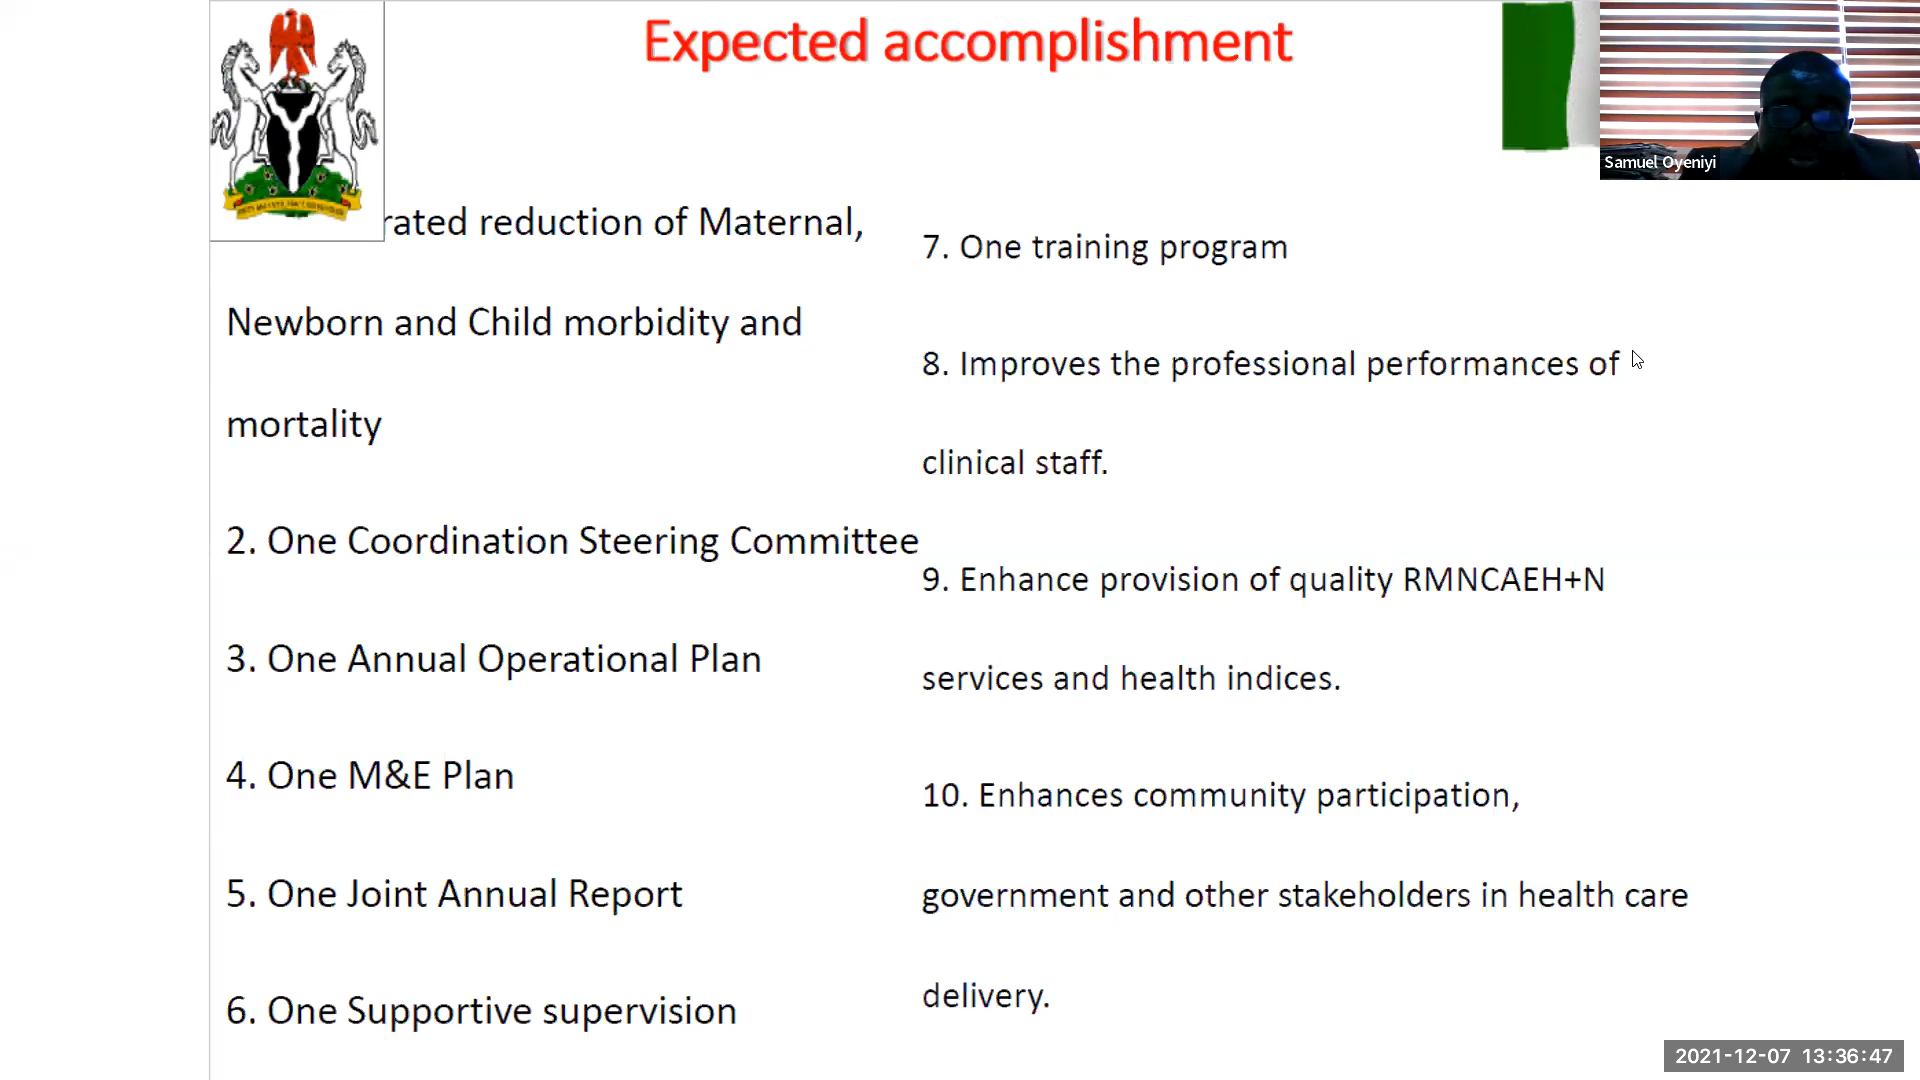 Expected accomplishment
Samuel Oyeniyi
rated reduction of Maternal,
Newborn and Child morbidity and
mortality
2. One Coordination Steering Committee
3. One Annual Operational Plan
4. One M&E Plan
5. One Joint Annual Report
6. One Supportive supervision
7. One training program
8. Improves the professional performances of
clinical staff.
9. Enhance provision of quality RMNCAEH+N
services and health indices.
10. Enhances community participation,
government and other stakeholders in health care
delivery.
2021-12-07 13:36:47